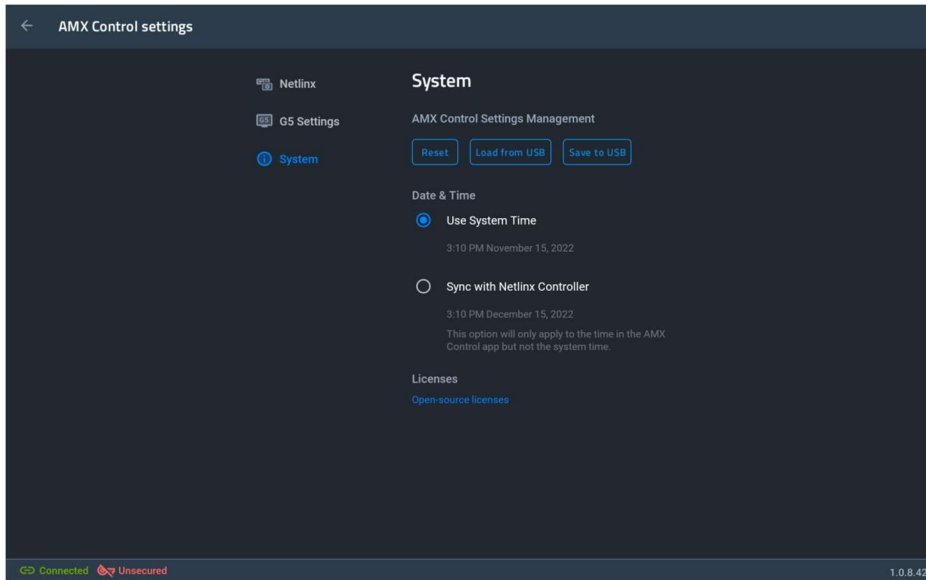 AMX Control settings
Netlinx
G5 Settings
System
System
AMX Control Settings Management
Reset
Load from USB
Save to USB
Date & Time
Use System Time
3:10 PM November 15, 2022
Sync with Netlinx Controller
3:10 PM December 15, 2022
This option will only apply to the time in the AMX
Control app but not the system time.
Licenses
Open-source licenses
Connected
Unsecured
1.0.8.42